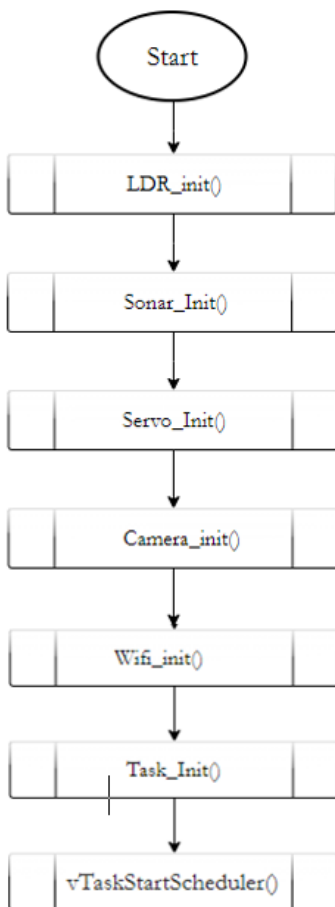 Start
LDR_init()
Sonar_Init()
Servo_Init()
Camera_init()
Wifi_init()
Task_Init()
vTaskStartScheduler()